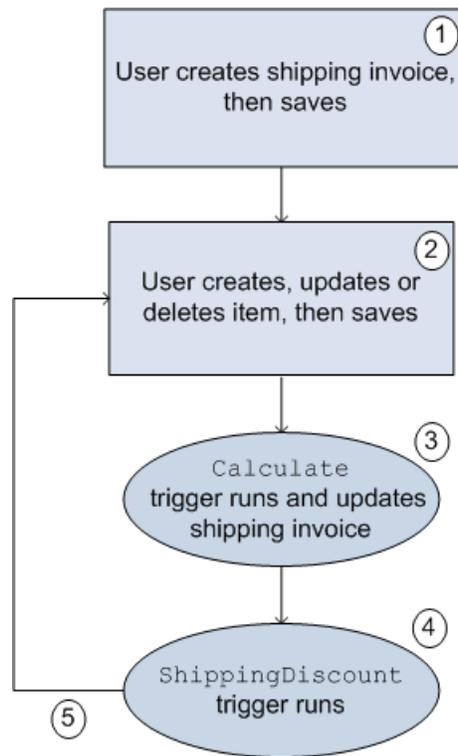 1
User creates shipping invoice,
then saves
2
User creates, updates or
deletes item, then saves
3
Calculate
trigger runs and updates
shipping invoice
4
ShippingDiscount
trigger runs
5